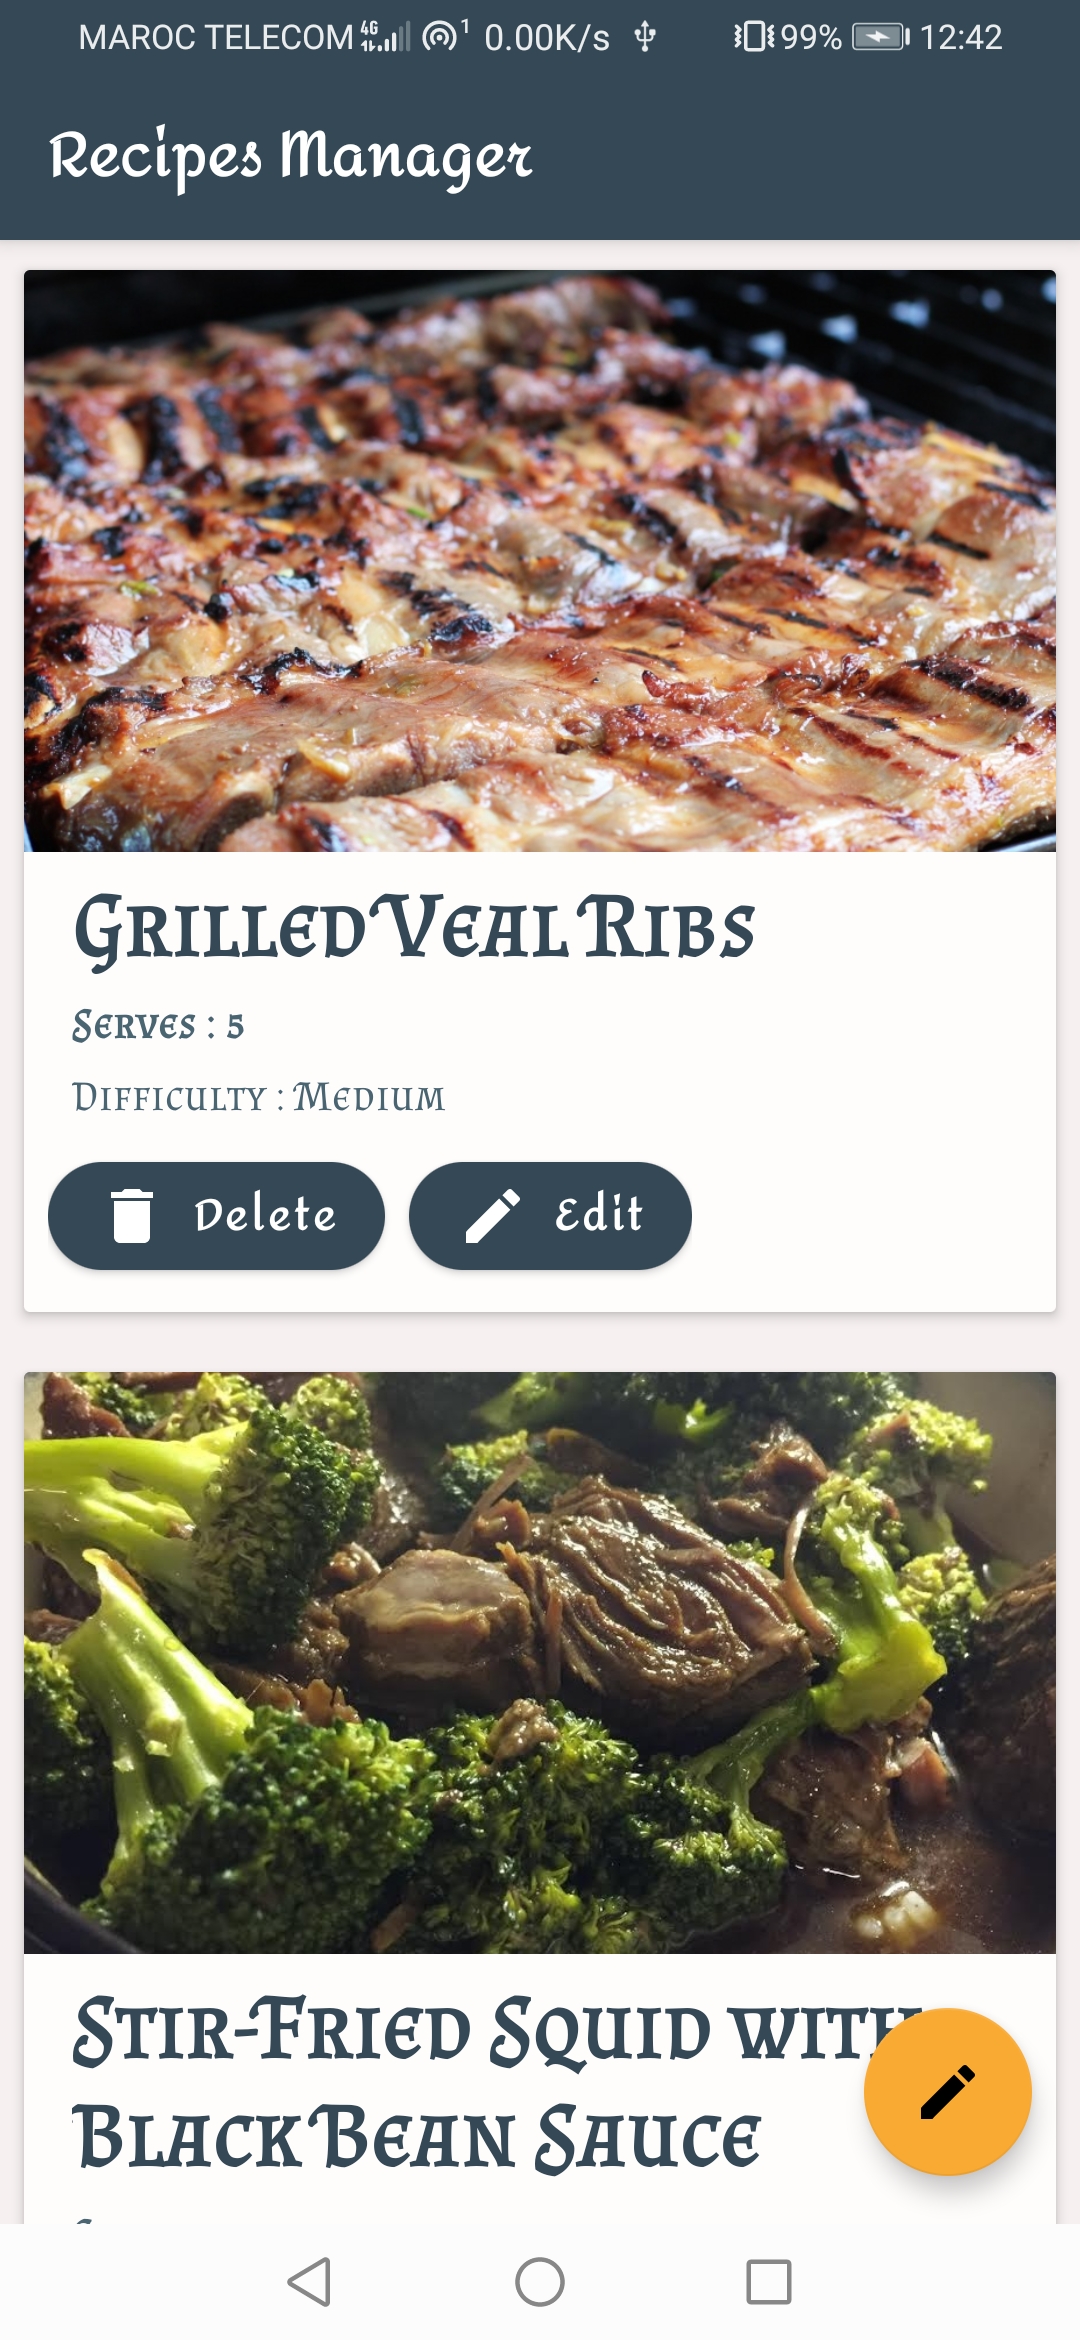 MAROC TELECOM 4G 1 0.00K/s 99% 12:42
Recipes Manager
Grilled Veal Ribs
Serves : 5
Difficulty : Medium
Delete Edit
Stir-Fried Squid with
Black Bean Sauce